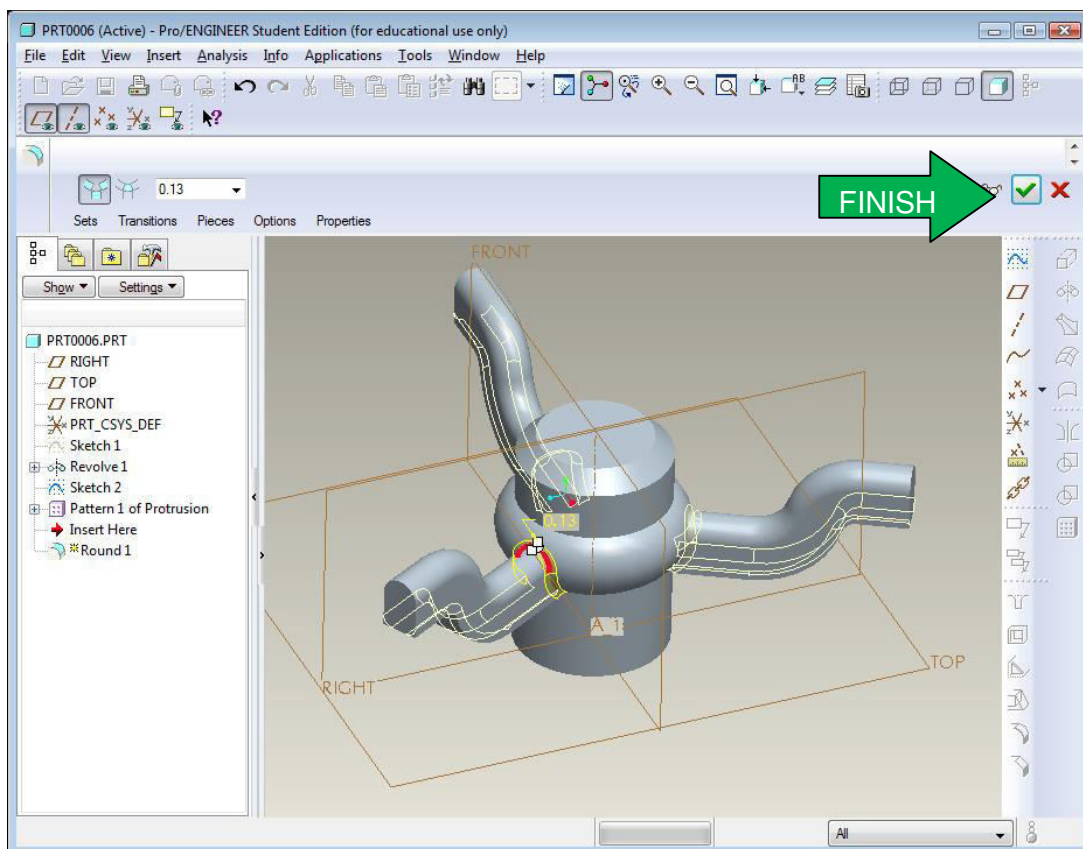 PRT0006 (Active) - Pro/ENGINEER Student Edition (for educational use only)
File Edit View Insert Analysis Info Applications Tools Window Help
0.13
FINISH
Sets Transitions Pieces Options Properties
Show Settings
PRT0006.PRT
RIGHT
TOP
FRONT
PRT_CSYS_DEF
Sketch 1
Revolve 1
Sketch 2
Pattern 1 of Protrusion
Insert Here
Round 1
FRONT
0.13
A_1
RIGHT
TOP
All